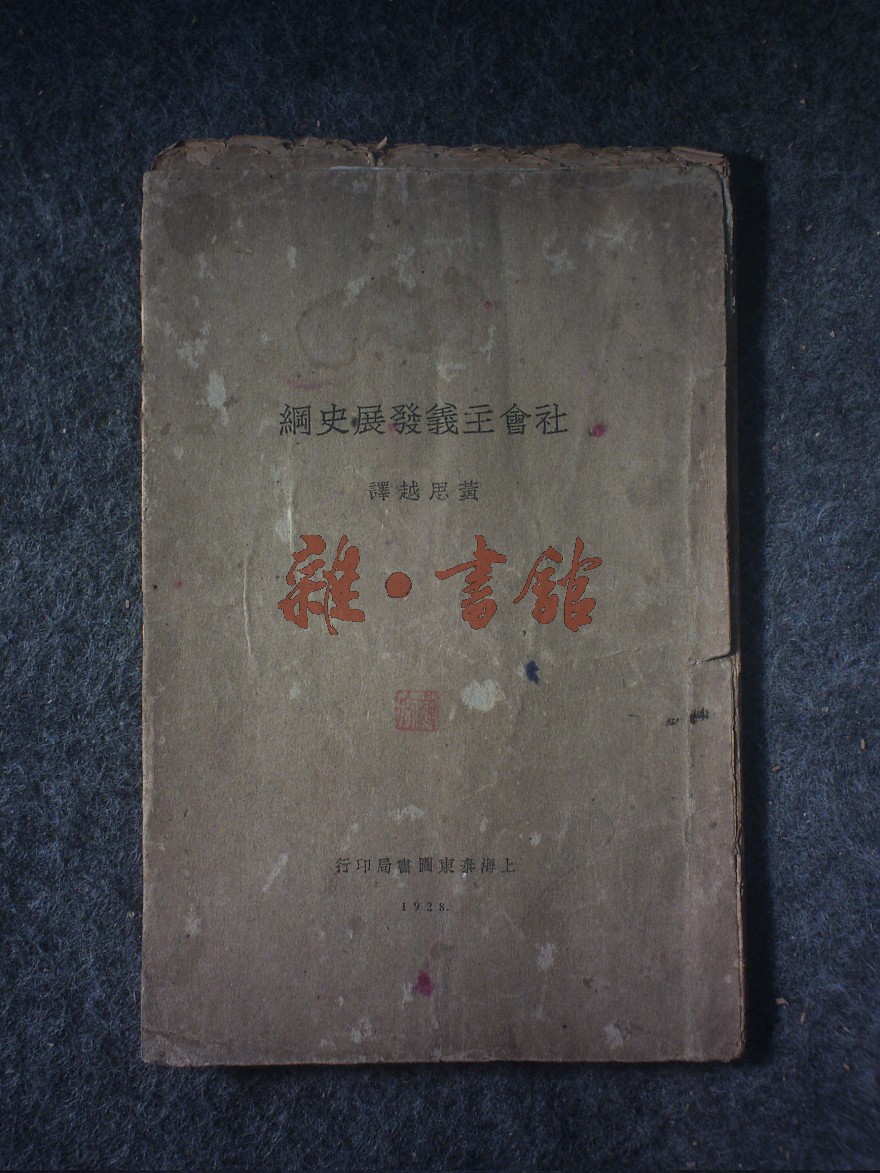 社會主義發展史綱
黃思越譯
雜·書館
上海泰東圖書局印行
1928.